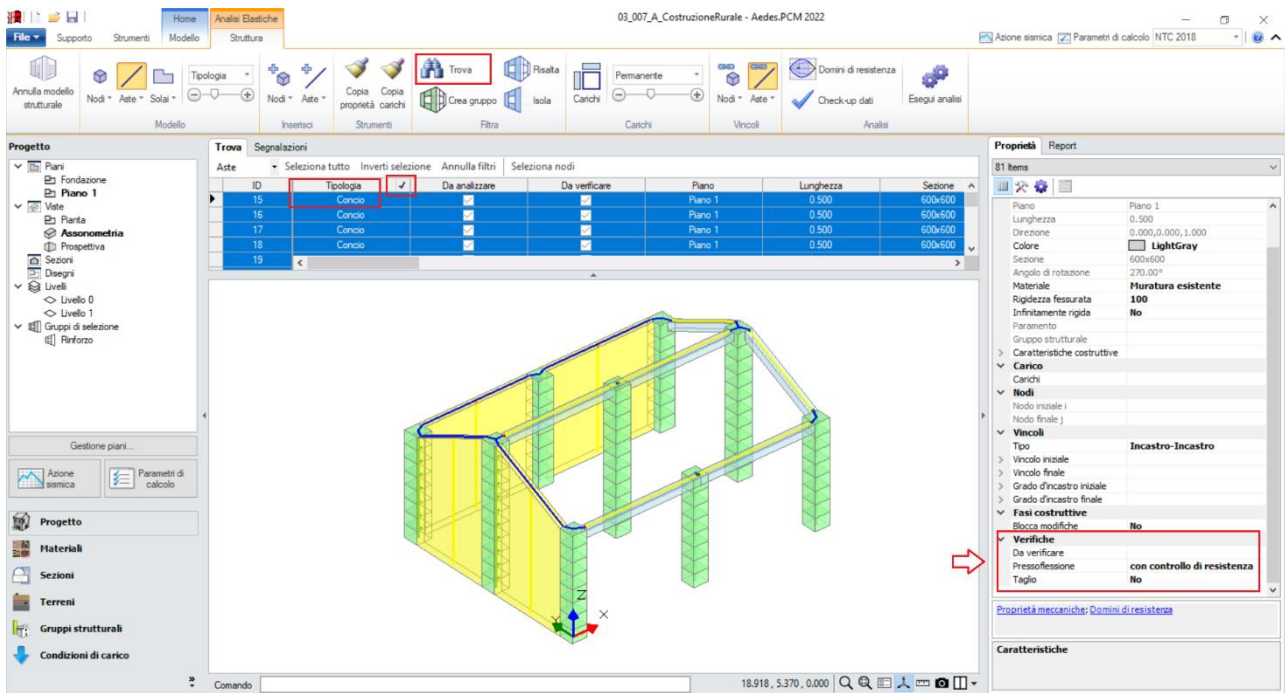 03_007_A_CostruzioneRurale - Aedes.PCM 2022
Home
Analisi Elastiche
File
Supporto
Strumenti
Modello
Struttura
Azione sismica
Parametri di calcolo
NTC 2018
Annulla modello
strutturale
Nodi
Aste
Solai
Tipologia
Modello
Nodi
Aste
Inserisci
Copia
proprietà
Copia
carichi
Strumenti
Trova
Crea gruppo
Risalta
Isola
Filtra
Carichi
Permanente
Carichi
Nodi
Aste
Vincoli
Domini di resistenza
Check-up dati
Esegui analisi
Analisi
Progetto
Piani
Fondazione
Piano 1
Viste
Pianta
Assonometria
Prospettiva
Sezioni
Disegni
Livelli
Livello 0
Livello 1
Gruppi di selezione
Rinforzo
Gestione piani...
Azione
sismica
Parametri di
calcolo
Progetto
Materiali
Sezioni
Terreni
Gruppi strutturali
Condizioni di carico
Trova
Segnalazioni
Aste
Seleziona tutto
Inverti selezione
Annulla filtri
Seleziona nodi
ID Tipologia ✓ Da analizzare Da verificare Piano Lunghezza Sezione
15 Concio Piano 1 0.500 600x600
16 Concio Piano 1 0.500 600x600
17 Concio Piano 1 0.500 600x600
18 Concio Piano 1 0.500 600x600
19
Z
X
Y
Comando
18.918 , 5.370, 0.000
Proprietà
Report
81 Items
Piano Piano 1
Lunghezza 0.500
Direzione 0.000,0.000,1.000
Colore LightGray
Sezione 600x600
Angolo di rotazione 270.00°
Materiale Muratura esistente
Rigidezza fessurata 100
Infinitamente rigida No
Paramento
Gruppo strutturale
Caratteristiche costruttive
Carico
Carichi
Nodi
Nodo iniziale i
Nodo finale j
Vincoli
Tipo Incastro-Incastro
Vincolo iniziale
Vincolo finale
Grado d'incastro iniziale
Grado d'incastro finale
Fasi costruttive
Blocca modifiche No
Verifiche
Da verificare
Pressoflessione con controllo di resistenza
Taglio No
Proprietà meccaniche; Domini di resistenza
Caratteristiche